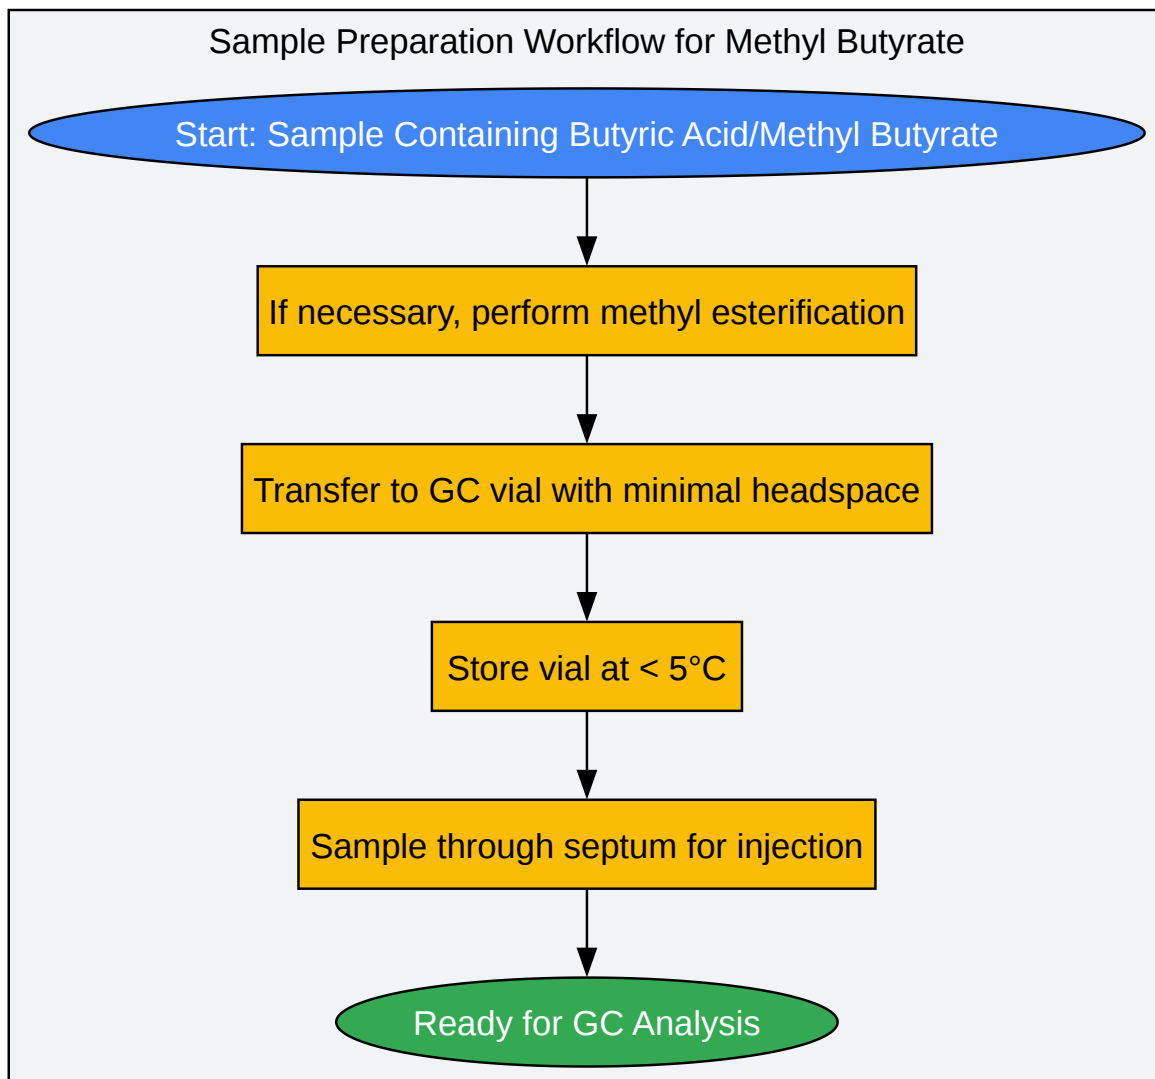 Sample Preparation Workflow for Methyl Butyrate
Start: Sample Containing Butyric Acid/Methyl Butyrate
If necessary, perform methyl esterification
Transfer to GC vial with minimal headspace
Store vial at < 5°C
Sample through septum for injection
Ready for GC Analysis